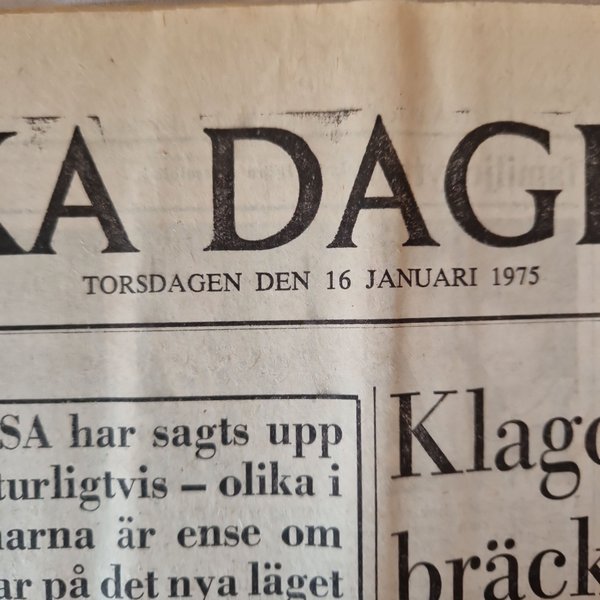 KA DAGE
TORSDAGEN DEN 16 JANUARI 1975
SA har sagts upp
turligtvis – olika i
narna är ense om
ar på det nya läget
Klago
bräck